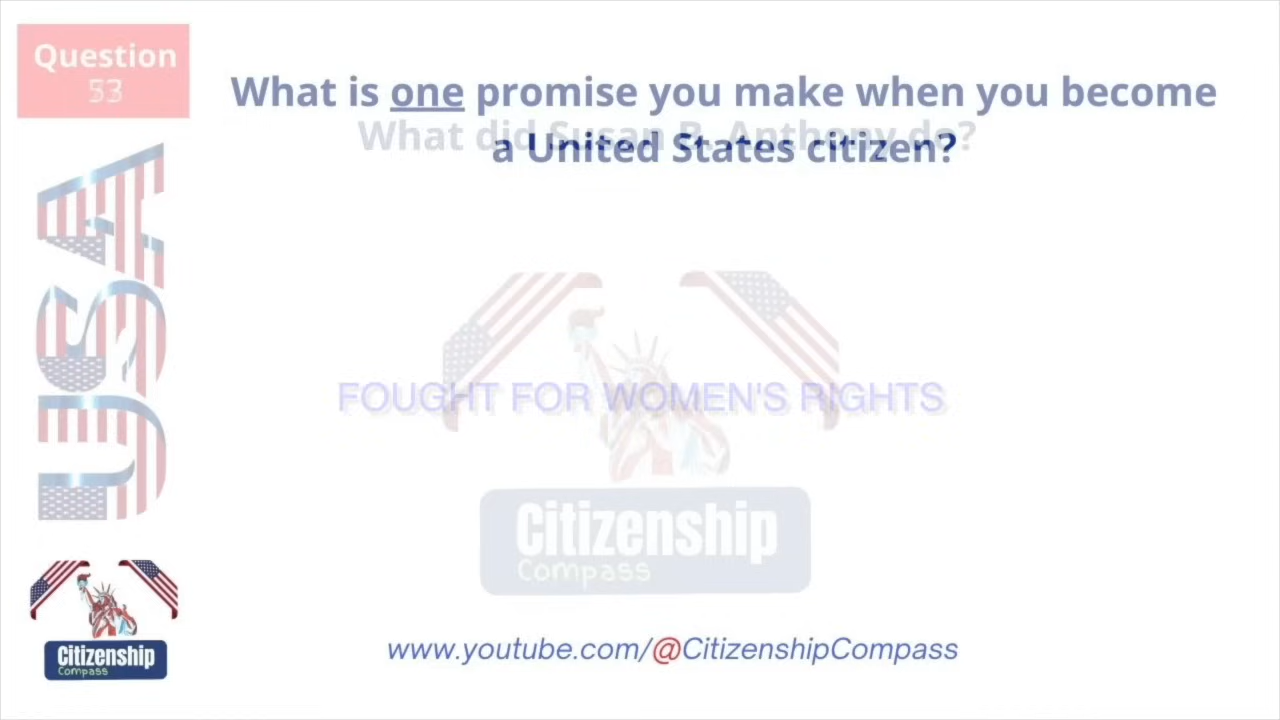 Question
53
What is one promise you make when you become
What did Susan B. Anthony do?
a United States citizen?
USA
FOUGHT FOR WOMEN'S RIGHTS
Citizenship
Compass
Citizenship
Compass
www.youtube.com/@CitizenshipCompass